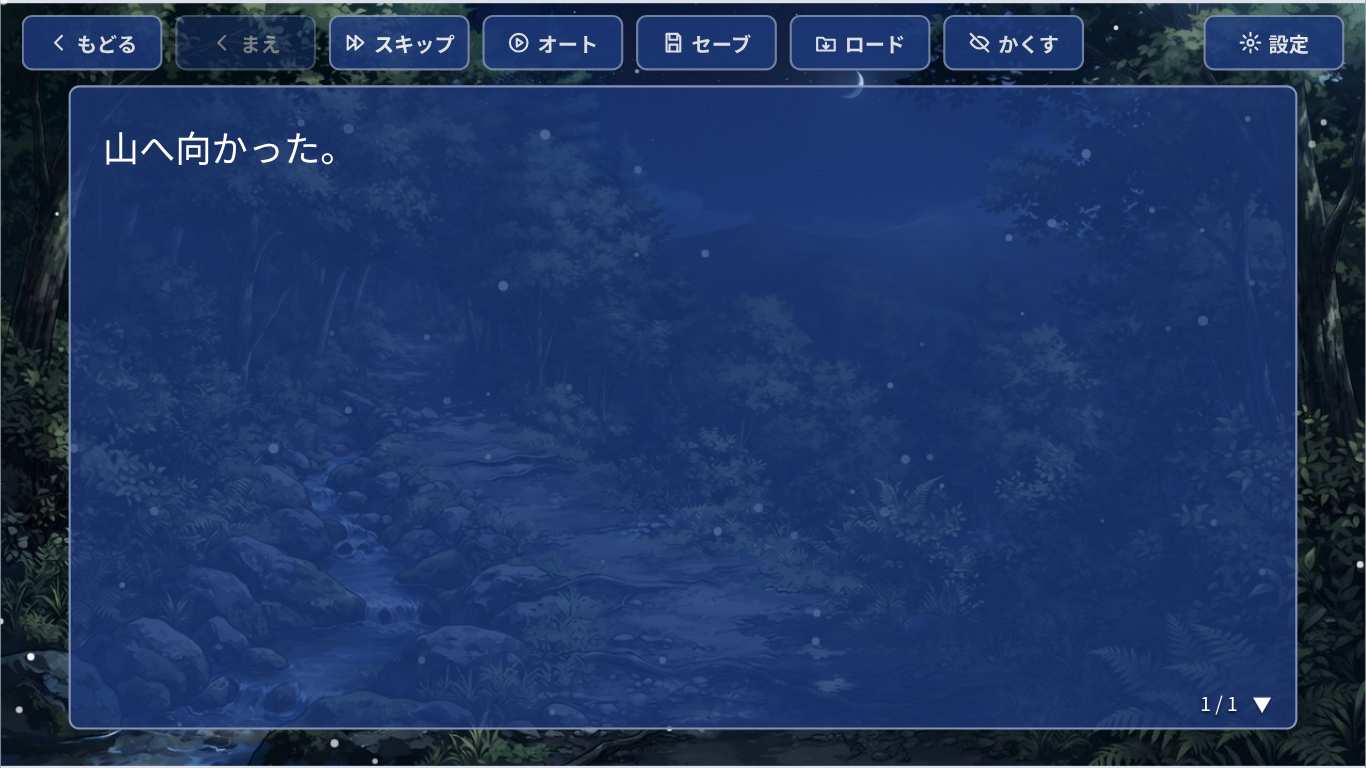 もどる
まえ
スキップ
オート
セーブ
ロード
かくす
設定
山へ向かった。
1/1 ▼